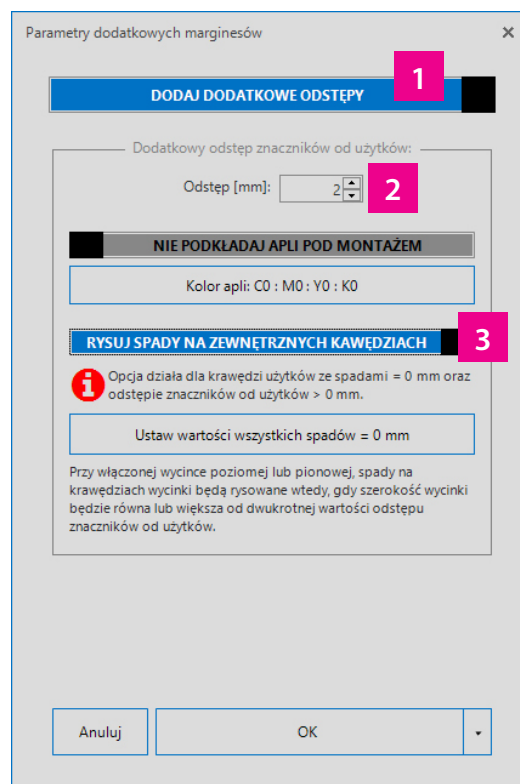 Parametry dodatkowych marginesów
1
DODAJ DODATKOWE ODSTĘPY
Dodatkowy odstęp znaczników od użytków:
Odstęp [mm]: 2
2
NIE PODKŁADAJ APLI POD MONTAŻEM
Kolor apli: C0 : M0 : Y0 : K0
RYSUJ SPADY NA ZEWNĘTRZNYCH KAWĘDZIACH
3
Opcja działa dla krawędzi użytków ze spadami = 0 mm oraz
odstępie znaczników od użytków > 0 mm.
Ustaw wartości wszystkich spadów = 0 mm
Przy włączonej wycince poziomej lub pionowej, spady na
krawędziach wycinki będą rysowane wtedy, gdy szerokość wycinki
będzie równa lub większa od dwukrotnej wartości odstępu
znaczników od użytków.
Anuluj
OK